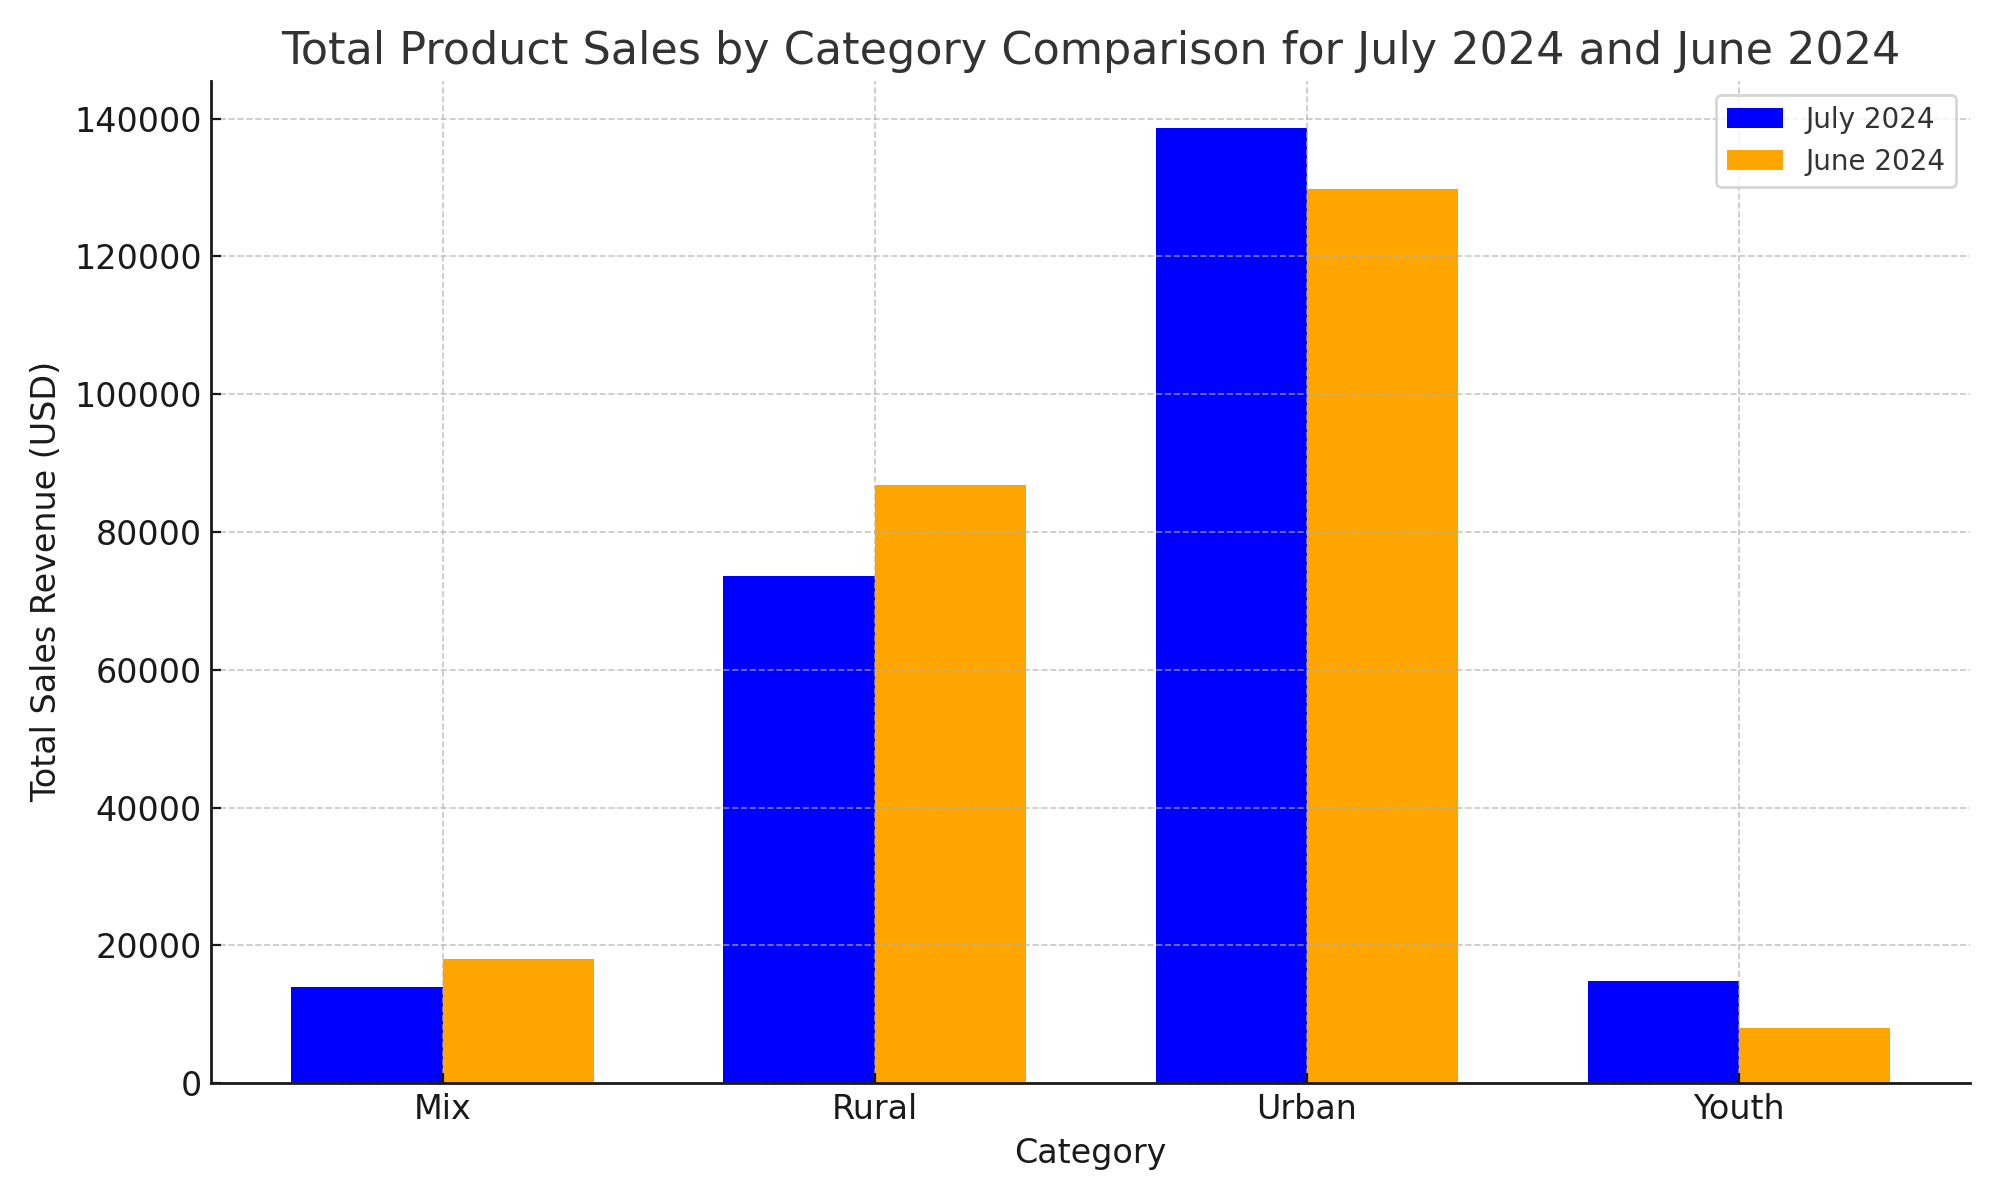 Total Product Sales by Category Comparison for July 2024 and June 2024
July 2024
June 2024
Total Sales Revenue (USD)
140000
120000
100000
80000
60000
40000
20000
0
Mix Rural Urban Youth
Category